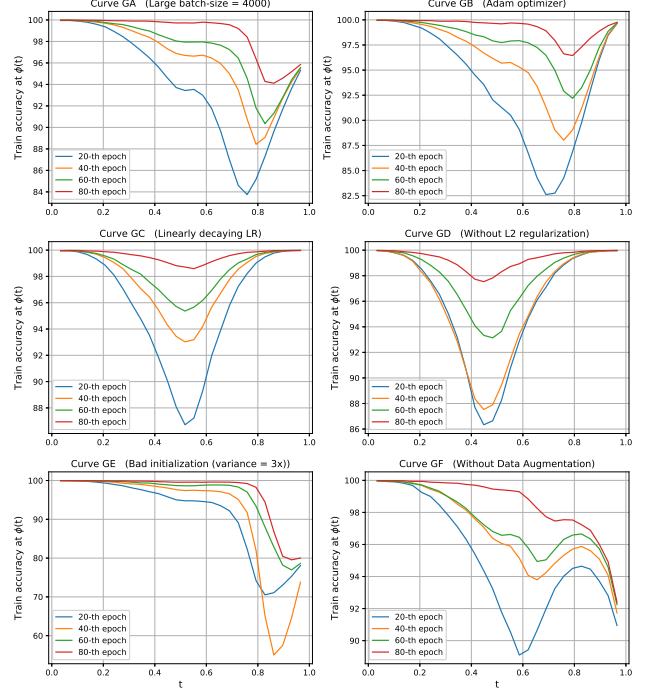 Curve GA (Large batch-size = 4000)
Train accuracy at ϕ(t)
100
98
96
94
92
90
88
86
84
0.0 0.2 0.4 0.6 0.8 1.0
20-th epoch
40-th epoch
60-th epoch
80-th epoch
Curve GB (Adam optimizer)
Train accuracy at ϕ(t)
100.0
97.5
95.0
92.5
90.0
87.5
85.0
82.5
0.0 0.2 0.4 0.6 0.8 1.0
20-th epoch
40-th epoch
60-th epoch
80-th epoch
Curve GC (Linearly decaying LR)
Train accuracy at ϕ(t)
100
98
96
94
92
90
88
0.0 0.2 0.4 0.6 0.8 1.0
20-th epoch
40-th epoch
60-th epoch
80-th epoch
Curve GD (Without L2 regularization)
Train accuracy at ϕ(t)
100
98
96
94
92
90
88
86
0.0 0.2 0.4 0.6 0.8 1.0
20-th epoch
40-th epoch
60-th epoch
80-th epoch
Curve GE (Bad initialization (variance = 3x))
Train accuracy at ϕ(t)
100
90
80
70
60
0.0 0.2 0.4 0.6 0.8 1.0
t
20-th epoch
40-th epoch
60-th epoch
80-th epoch
Curve GF (Without Data Augmentation)
Train accuracy at ϕ(t)
100
98
96
94
92
90
0.0 0.2 0.4 0.6 0.8 1.0
t
20-th epoch
40-th epoch
60-th epoch
80-th epoch